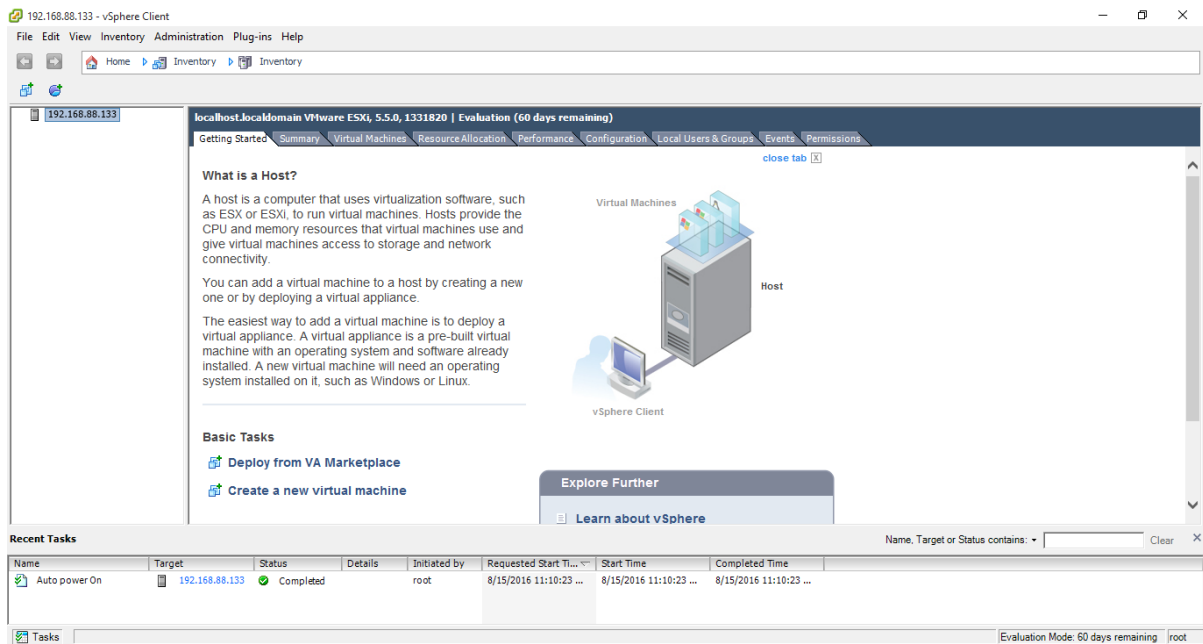 192.168.88.133 - vSphere Client
File Edit View Inventory Administration Plug-ins Help
Home Inventory Inventory
192.168.88.133
localhost.localdomain VMware ESXi, 5.5.0, 1331820 | Evaluation (60 days remaining)
Getting Started Summary Virtual Machines Resource Allocation Performance Configuration Local Users & Groups Events Permissions
close tab X
What is a Host?
A host is a computer that uses virtualization software, such
as ESX or ESXi, to run virtual machines. Hosts provide the
CPU and memory resources that virtual machines use and
give virtual machines access to storage and network
connectivity.
You can add a virtual machine to a host by creating a new
one or by deploying a virtual appliance.
The easiest way to add a virtual machine is to deploy a
virtual appliance. A virtual appliance is a pre-built virtual
machine with an operating system and software already
installed. A new virtual machine will need an operating
system installed on it, such as Windows or Linux.
Virtual Machines
Host
vSphere Client
Basic Tasks
Deploy from VA Marketplace
Create a new virtual machine
Explore Further
Learn about vSphere
Recent Tasks
Name, Target or Status contains: Clear
Name Target Status Details Initiated by Requested Start Ti... Start Time Completed Time
Auto power On 192.168.88.133 Completed root 8/15/2016 11:10:23 ... 8/15/2016 11:10:23 ... 8/15/2016 11:10:23 ...
Tasks
Evaluation Mode: 60 days remaining root